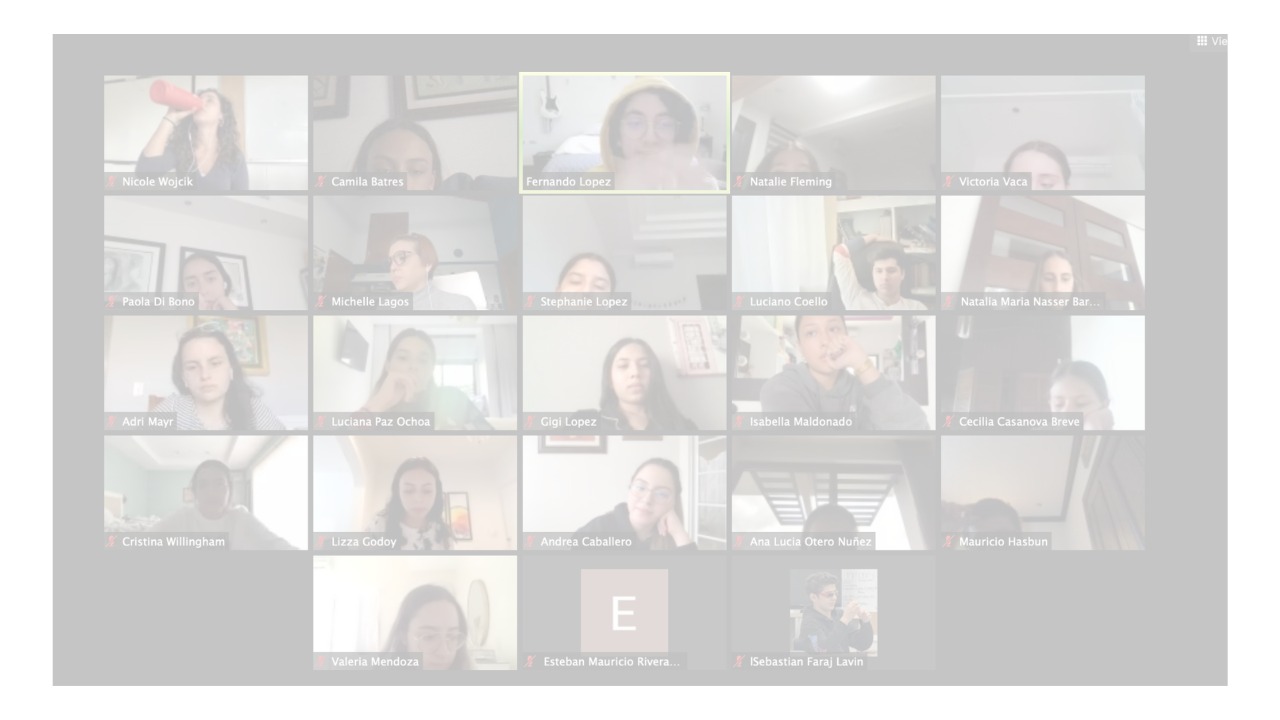 Vie
Nicole Wojcik
Camila Batres
Fernando Lopez
Natalie Fleming
Victoria Vaca
Paola Di Bono
Michelle Lagos
Stephanie Lopez
Luciano Coello
Natalia Maria Nasser Bar...
Adri Mayr
Luciana Paz Ochoa
Gigi Lopez
Isabella Maldonado
Cecilia Casanova Breve
Cristina Willingham
Lizza Godoy
Andrea Caballero
Ana Lucia Otero Nuñez
Mauricio Hasbun
Valeria Mendoza
E
Esteban Mauricio Rivera...
ISebastian Faraj Lavin